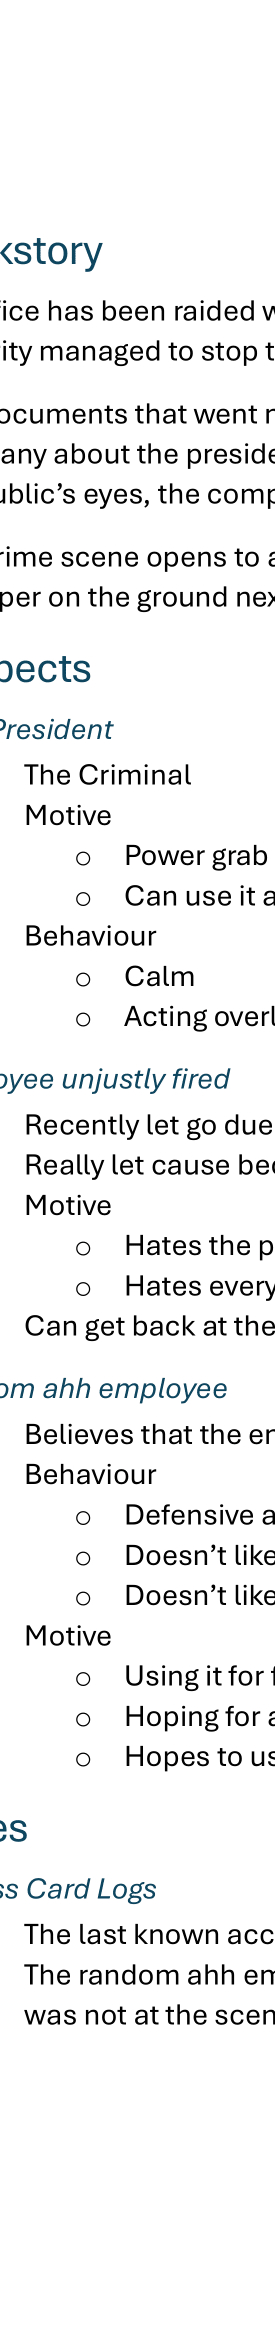 kstory
fice has been raided w
ity managed to stop t
ocuments that went
any about the preside
ublic's eyes, the comp
rime scene opens to a
per on the ground nex
pects
President
The Criminal
Motive
○ Power grab
○ Can use it a
Behaviour
○ Calm
○ Acting overl
oyee unjustly fired
Recently let go due
Really let cause bec
Motive
○ Hates the p
○ Hates every
Can get back at the
om ahh employee
Believes that the en
Behaviour
○ Defensive a
○ Doesn't like
○ Doesn't like
Motive
○ Using it for f
○ Hoping for a
○ Hopes to us
es
ss Card Logs
The last known acc
The random ahh em
was not at the scen